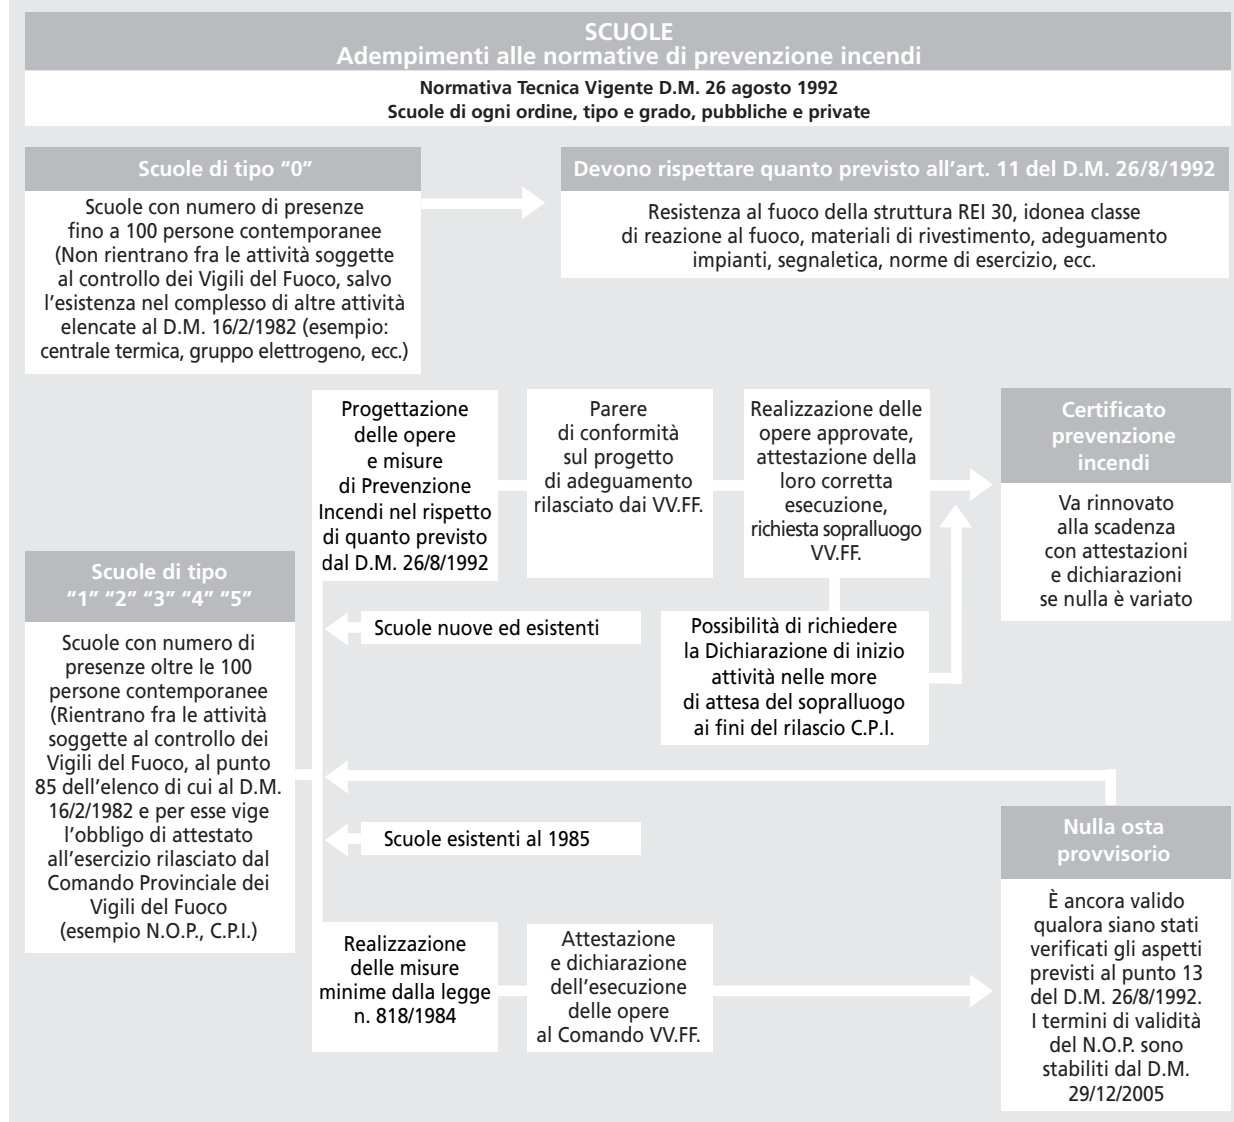 SCUOLE
Adempimenti alle normative di prevenzione incendi
Normativa Tecnica Vigente D.M. 26 agosto 1992
Scuole di ogni ordine, tipo e grado, pubbliche e private
Scuole di tipo “0”
Scuole con numero di presenze
fino a 100 persone contemporanee
(Non rientrano fra le attività soggette
al controllo dei Vigili del Fuoco, salvo
l’esistenza nel complesso di altre attività
elencate al D.M. 16/2/1982 (esempio:
centrale termica, gruppo elettrogeno, ecc.)
Devono rispettare quanto previsto all’art. 11 del D.M. 26/8/1992
Resistenza al fuoco della struttura REI 30, idonea classe
di reazione al fuoco, materiali di rivestimento, adeguamento
impianti, segnaletica, norme di esercizio, ecc.
Scuole di tipo
“1” “2” “3” “4” “5”
Scuole con numero di
presenze oltre le 100
persone contemporanee
(Rientrano fra le attività
soggette al controllo dei
Vigili del Fuoco, al punto
85 dell’elenco di cui al D.M.
16/2/1982 e per esse vige
l’obbligo di attestato
all’esercizio rilasciato dal
Comando Provinciale dei
Vigili del Fuoco
(esempio N.O.P., C.P.I.)
Progettazione
delle opere
e misure
di Prevenzione
Incendi nel rispetto
di quanto previsto
dal D.M. 26/8/1992
Parere
di conformità
sul progetto
di adeguamento
rilasciato dai VV.FF.
Realizzazione delle
opere approvate,
attestazione della
loro corretta
esecuzione,
richiesta sopralluogo
VV.FF.
Certificato
prevenzione
incendi
Va rinnovato
alla scadenza
con attestazioni
e dichiarazioni
se nulla è variato
Scuole nuove ed esistenti
Possibilità di richiedere
la Dichiarazione di inizio
attività nelle more
di attesa del sopralluogo
ai fini del rilascio C.P.I.
Scuole esistenti al 1985
Realizzazione
delle misure
minime dalla legge
n. 818/1984
Attestazione
e dichiarazione
dell’esecuzione
delle opere
al Comando VV.FF.
Nulla osta
provvisorio
È ancora valido
qualora siano stati
verificati gli aspetti
previsti al punto 13
del D.M. 26/8/1992.
I termini di validità
del N.O.P. sono
stabiliti dal D.M.
29/12/2005